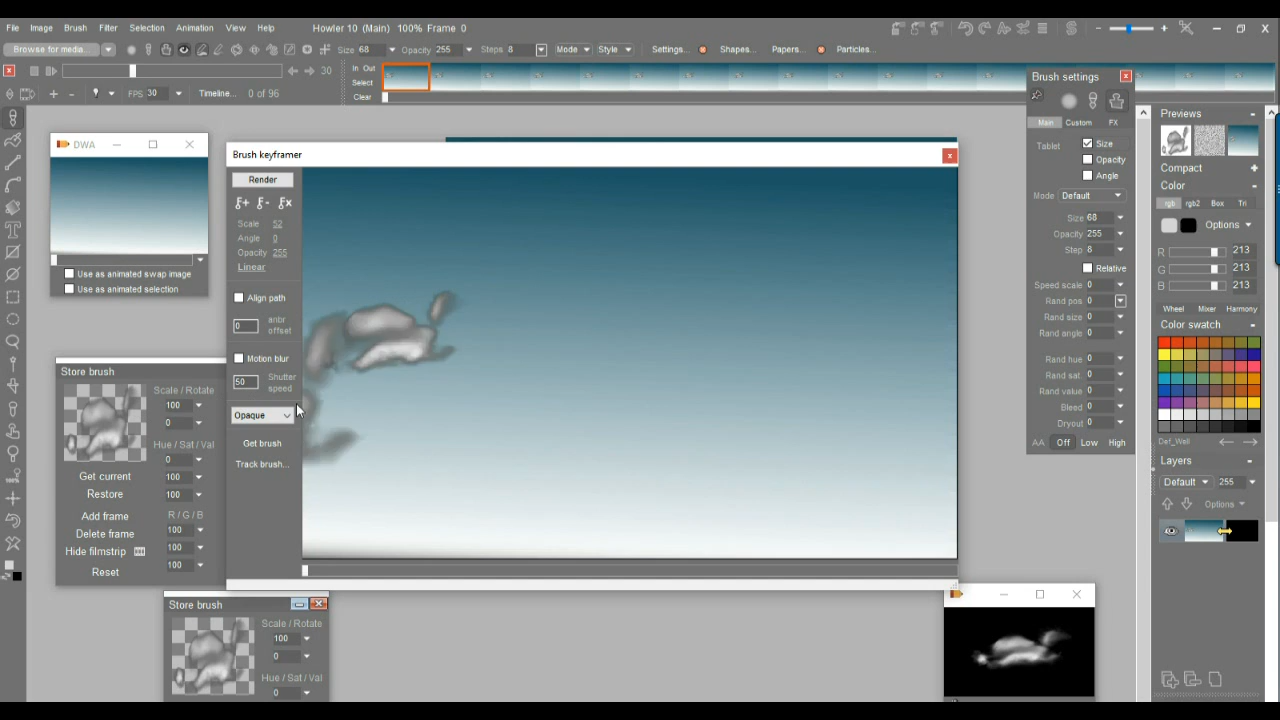 File Image Brush Filter Selection Animation View Help Howler 10 (Main) 100% Frame 0
Browse for media... Size 68 Opacity 255 Steps 8 Mode Style Settings... Shapes... Papers... Particles...
30 In Out
Select
FPS 30 Timeline... 0 of 96 Clear
DWA
Use as animated swap image
Use as animated selection
Brush keyframer
Render
Scale 52
Angle 0
Opacity 255
Linear
Align path
0 anbr offset
Motion blur
50 Shutter speed
Opaque
Get brush
Track brush...
Store brush
Scale / Rotate
100
0
Hue / Sat / Val
0
Get current 100
Restore 100
Add frame R / G / B
Delete frame 100
Hide filmstrip 100
Reset 100
Store brush
Scale / Rotate
100
0
Hue / Sat / Val
0
Brush settings
Main Custom FX
Tablet Size
Opacity
Angle
Mode Default
Size 68
Opacity 255
Step 8
Relative
Speed scale 0
Rand pos 0
Rand size 0
Rand angle 0
Rand hue 0
Rand sat 0
Rand value 0
Bleed 0
Dryout 0
AA Off Low High
Previews
Compact
Color
rgb rgb2 Box Tri
Options
R 213
G 213
B 213
Wheel Mixer Harmony
Color swatch
Def_Well
Layers
Default 255
Options
100%